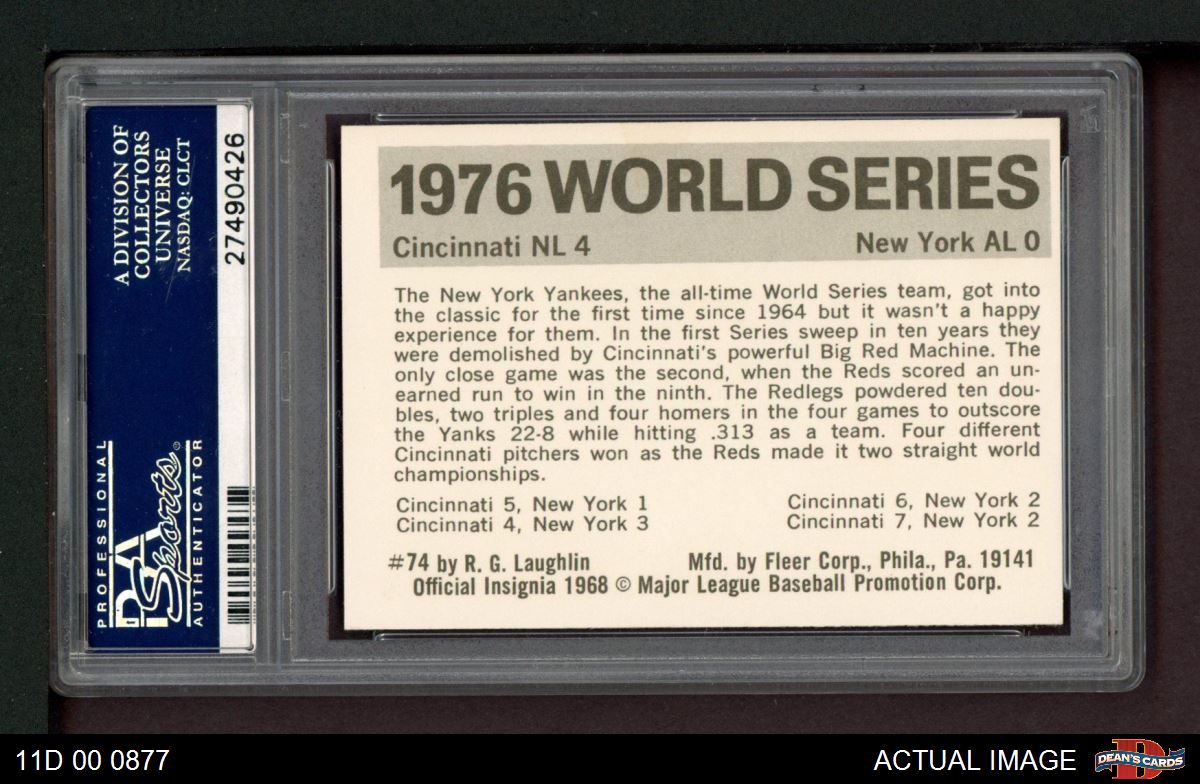 A DIVISION OF
COLLECTORS
UNIVERSE
NASDAQ: CLCT
27490426
PROFESSIONAL
PSA
Sports®
AUTHENTICATOR
1976 WORLD SERIES
Cincinnati NL 4 New York AL 0
The New York Yankees, the all-time World Series team, got into
the classic for the first time since 1964 but it wasn't a happy
experience for them. In the first Series sweep in ten years they
were demolished by Cincinnati's powerful Big Red Machine. The
only close game was the second, when the Reds scored an un-
earned run to win in the ninth. The Redlegs powdered ten dou-
bles, two triples and four homers in the four games to outscore
the Yanks 22-8 while hitting .313 as a team. Four different
Cincinnati pitchers won as the Reds made it two straight world
championships.
Cincinnati 5, New York 1 Cincinnati 6, New York 2
Cincinnati 4, New York 3 Cincinnati 7, New York 2
#74 by R. G. Laughlin Mfd. by Fleer Corp., Phila., Pa. 19141
Official Insignia 1968 © Major League Baseball Promotion Corp.
11D 00 0877 ACTUAL IMAGE
D
DEAN'S CARDS